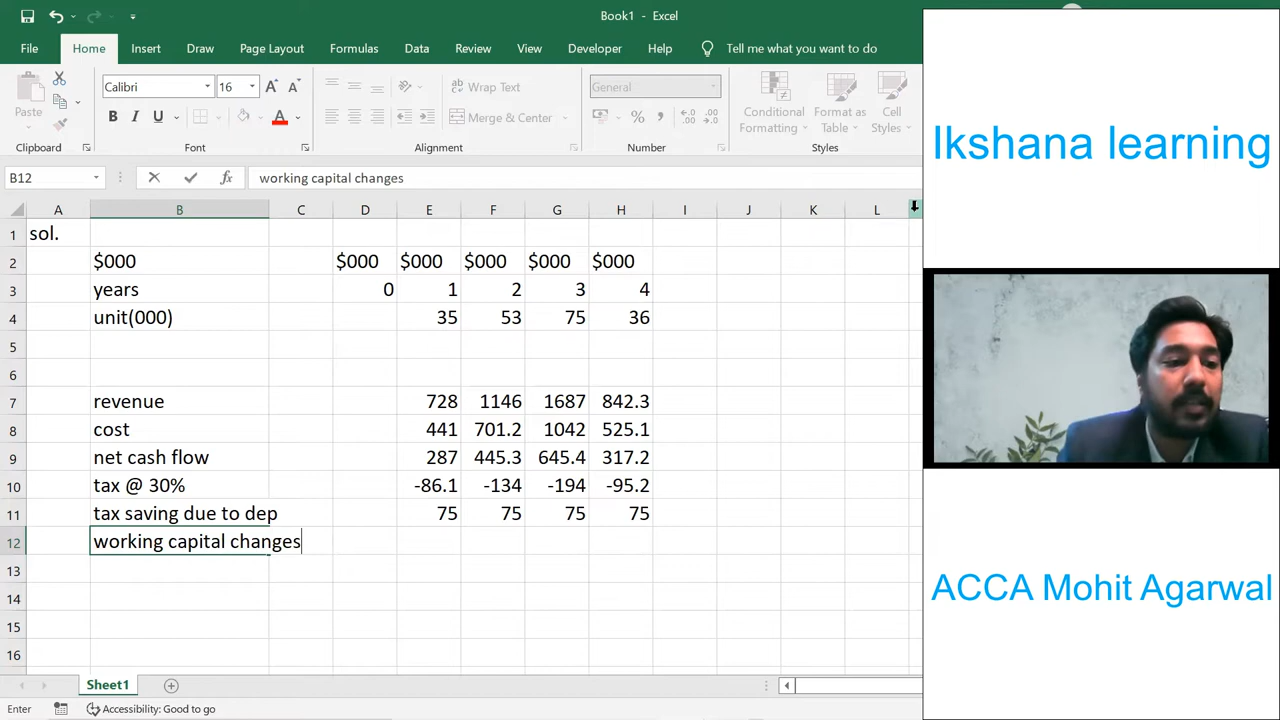 Book1 - Excel
File Home Insert Draw Page Layout Formulas Data Review View Developer Help Tell me what you want to do
Calibri 16 Wrap Text General
Paste B I U A Merge & Center % Conditional Formatting Format as Table Cell Styles
Clipboard Font Alignment Number Styles
B12 fx working capital changes
A B C D E F G H I J K L
1 sol.
2 $000 $000 $000 $000 $000 $000
3 years 0 1 2 3 4
4 unit(000) 35 53 75 36
5
6
7 revenue 728 1146 1687 842.3
8 cost 441 701.2 1042 525.1
9 net cash flow 287 445.3 645.4 317.2
10 tax @ 30% -86.1 -134 -194 -95.2
11 tax saving due to dep 75 75 75 75
12 working capital changes
13
14
15
16
Sheet1
Enter Accessibility: Good to go
Ikshana learning
ACCA Mohit Agarwal